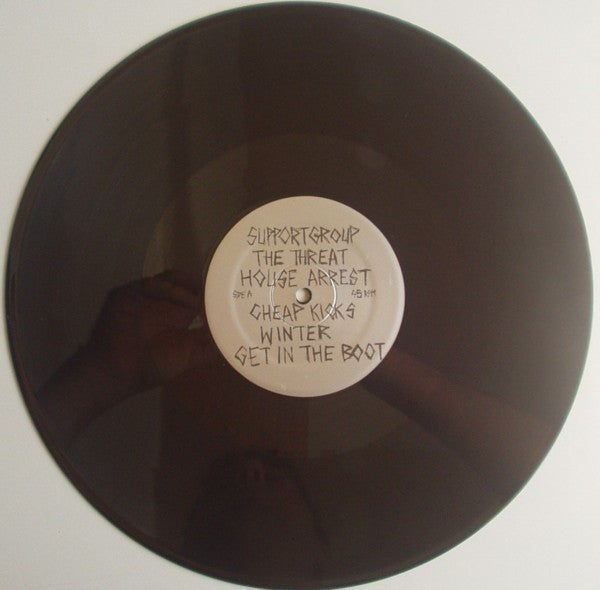 SUPPORTGROUP
THE THREAT
HOUSE ARREST
SIDE A
45 RPM
CHEAP KICKS
WINTER
GET IN THE BOOT